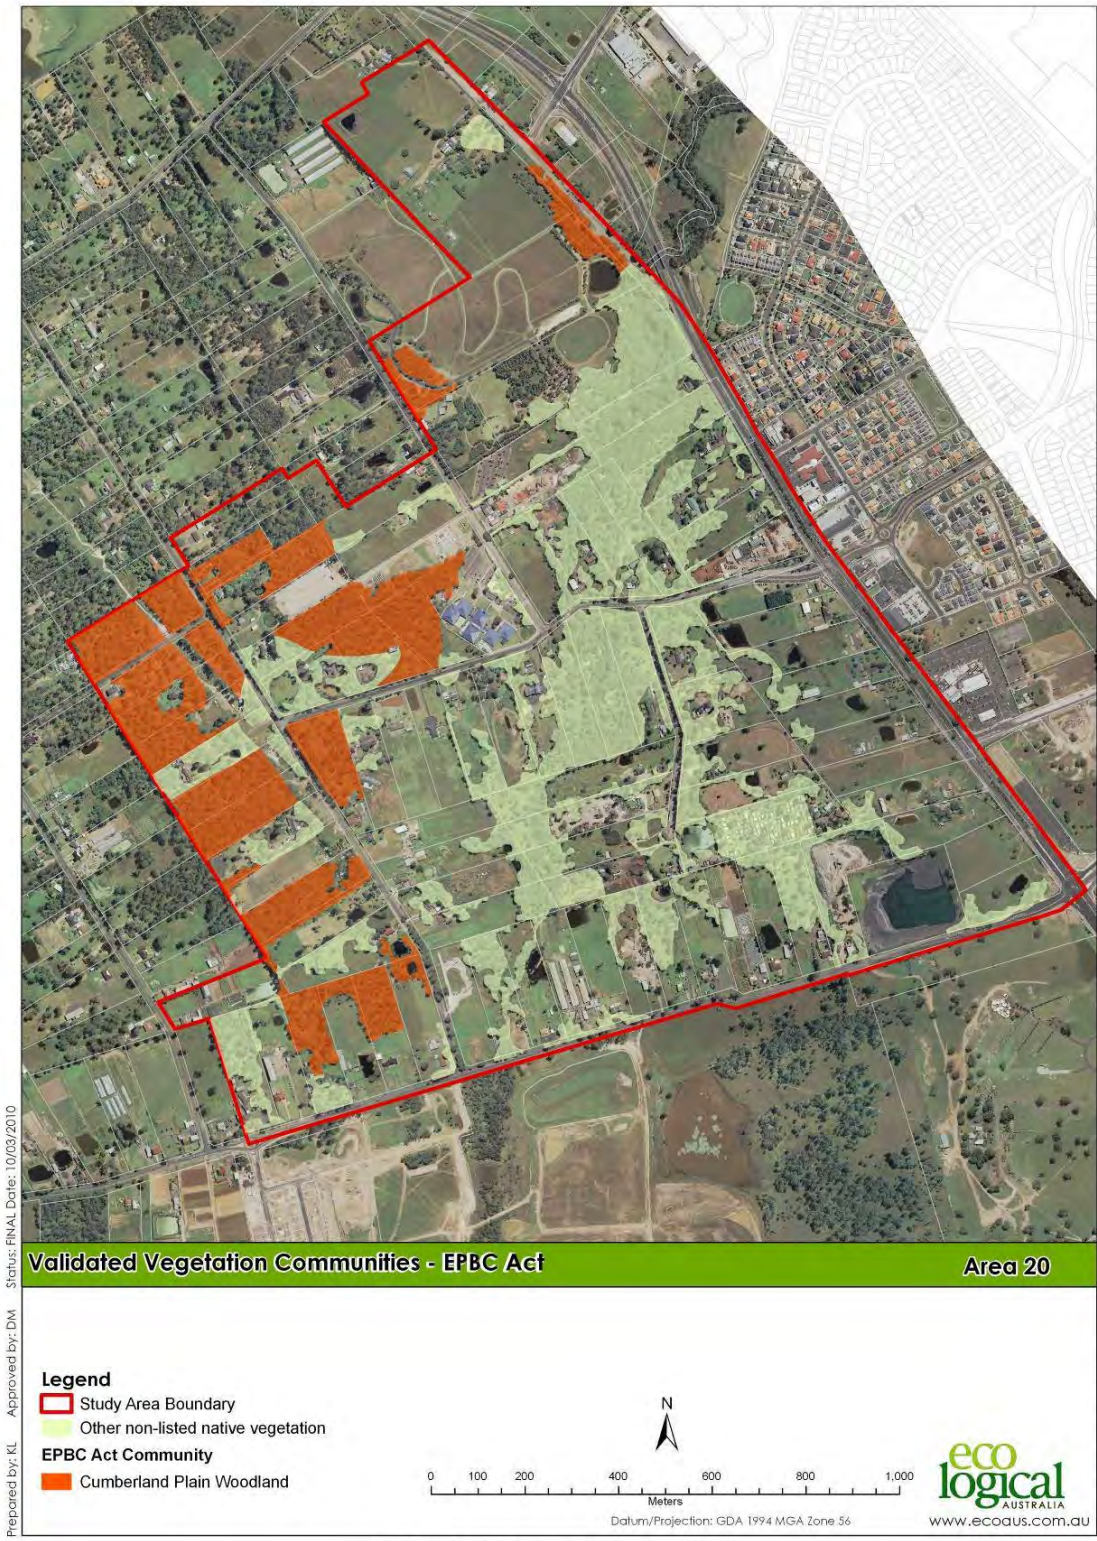 Validated Vegetation Communities - EPBC Act
Area 20
Legend
Study Area Boundary
Other non-listed native vegetation
EPBC Act Community
Cumberland Plain Woodland
N
0 100 200 400 600 800 1,000
Meters
Datum/Projection: GDA 1994 MGA Zone 56
eco
logical
AUSTRALIA
www.ecoaus.com.au
Prepared by: KL Approved by: DM Status: FINAL Date: 10/03/2010